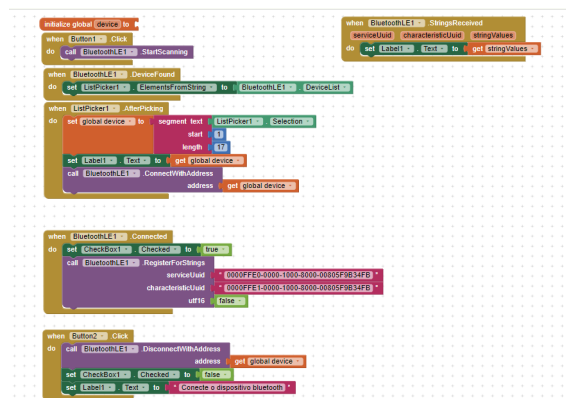 initialize global device to
when Button1 .Click
do call BluetoothLE1 .StartScanning
when BluetoothLE1 .DeviceFound
do set ListPicker1 . ElementsFromString to BluetoothLE1 . DeviceList
when ListPicker1 .AfterPicking
do set global device to segment text ListPicker1 . Selection
start 1
length 17
set Label1 . Text to get global device
call BluetoothLE1 .ConnectWithAddress
address get global device
when BluetoothLE1 .Connected
do set CheckBox1 . Checked to true
call BluetoothLE1 .RegisterForStrings
serviceUuid " 0000FFE0-0000-1000-8000-00805F9B34FB "
characteristicUuid " 0000FFE1-0000-1000-8000-00805F9B34FB "
utf16 false
when Button2 .Click
do call BluetoothLE1 .DisconnectWithAddress
address get global device
set CheckBox1 . Checked to false
set Label1 . Text to " Conecte o dispositivo bluetooth "
when BluetoothLE1 .StringsReceived
serviceUuid characteristicUuid stringValues
do set Label1 . Text to get stringValues